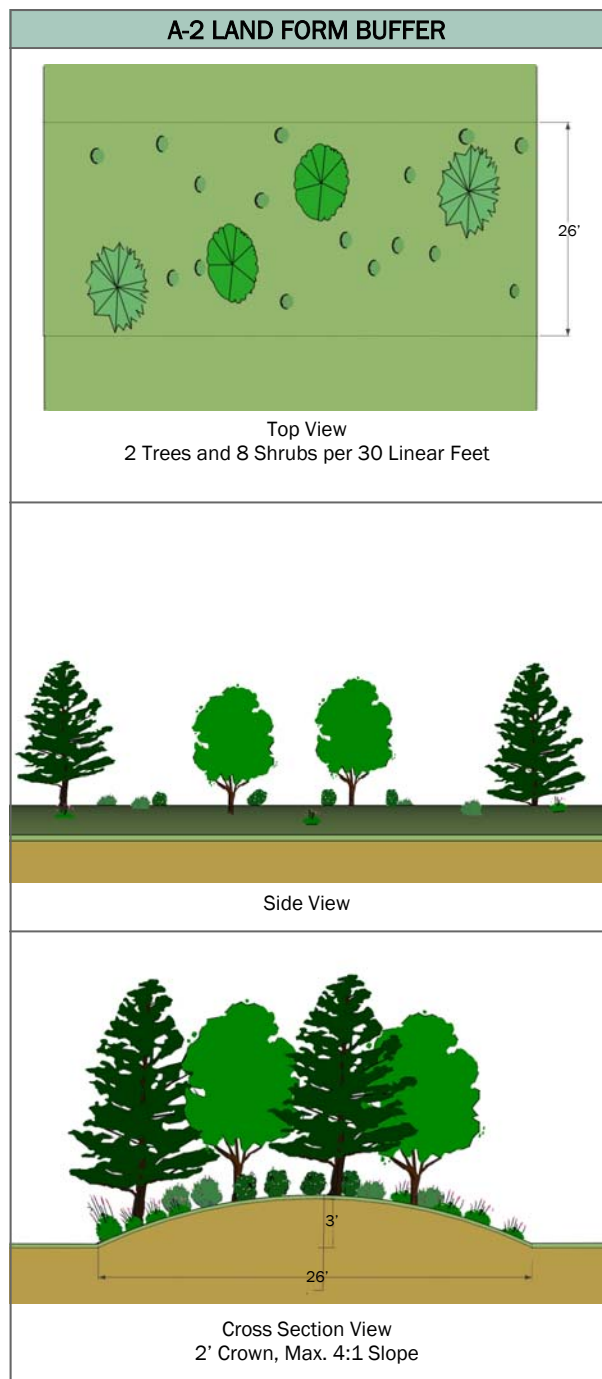 A-2 LAND FORM BUFFER
26’
Top View
2 Trees and 8 Shrubs per 30 Linear Feet
Side View
3’
26’
Cross Section View
2’ Crown, Max. 4:1 Slope